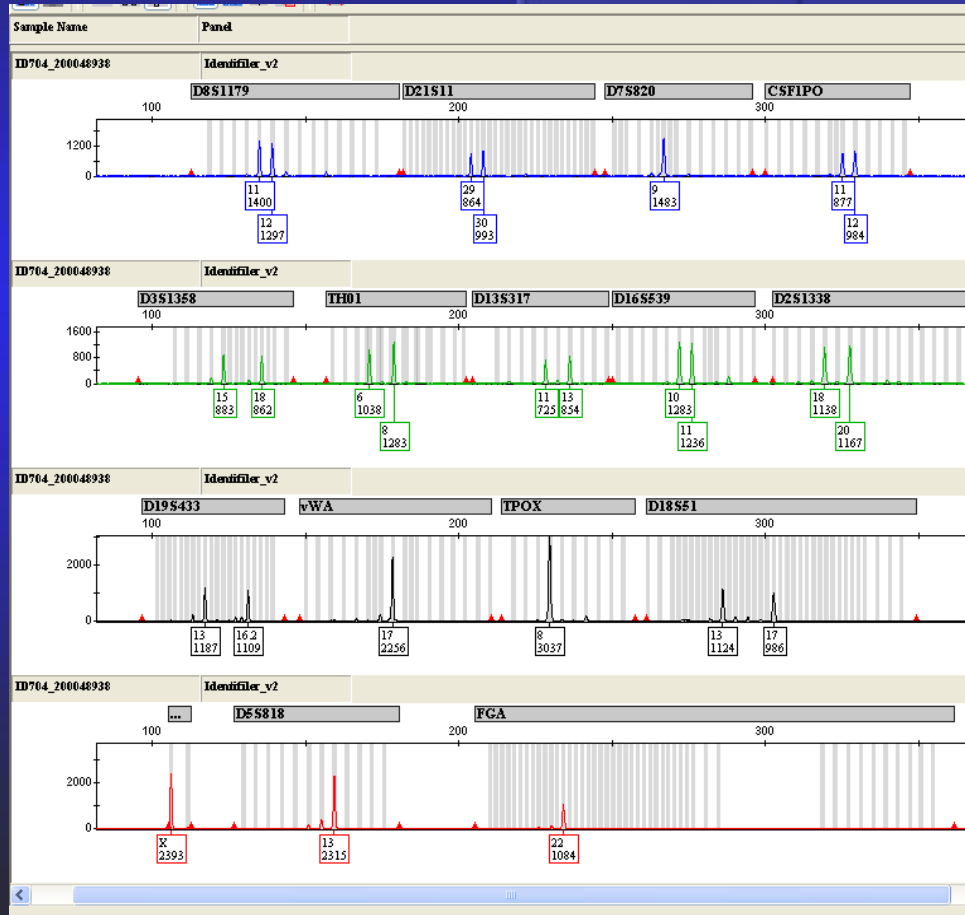 Sample Name Panel
ID704_200048938 Identifiler_v2
D8S1179 D21S11 D7S820 CSF1PO
100 200 300
1200
0
11 29 9 11
1400 864 1483 877
12 30 12
1297 993 984
ID704_200048938 Identifiler_v2
D3S1358 TH01 D13S317 D16S539 D2S1338
100 200 300
1600
800
0
15 18 6 11 13 10 18
883 862 1038 725 854 1283 1138
8 11 20
1283 1236 1167
ID704_200048938 Identifiler_v2
D19S433 vWA TPOX D18S51
100 200 300
2000
0
13 16.2 17 8 13 17
1187 1109 2256 3037 1124 986
ID704_200048938 Identifiler_v2
... D5S818 FGA
100 200 300
2000
0
X 13 22
2393 2315 1084